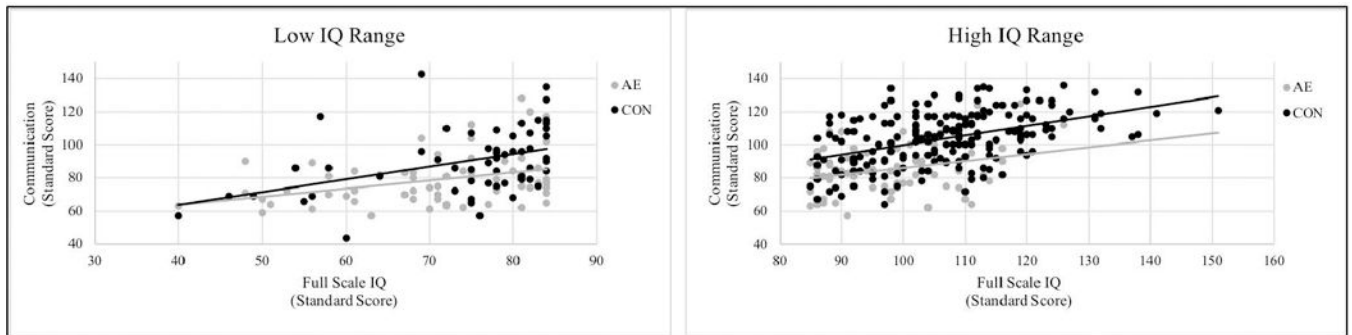 Low IQ Range
Communication
(Standard Score)
140
120
100
80
60
40
30
40
50
60
70
80
90
Full Scale IQ
(Standard Score)
AE
CON
High IQ Range
Communication
(Standard Score)
140
120
100
80
60
40
80
90
100
110
120
130
140
150
160
Full Scale IQ
(Standard Score)
AE
CON